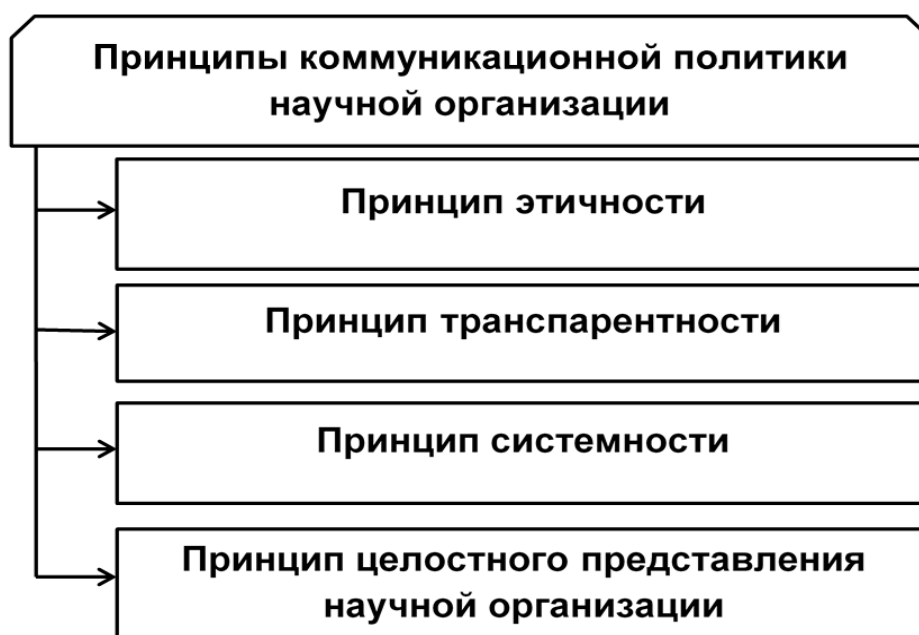 Принципы коммуникационной политики
научной организации
Принцип этичности
Принцип транспарентности
Принцип системности
Принцип целостного представления
научной организации